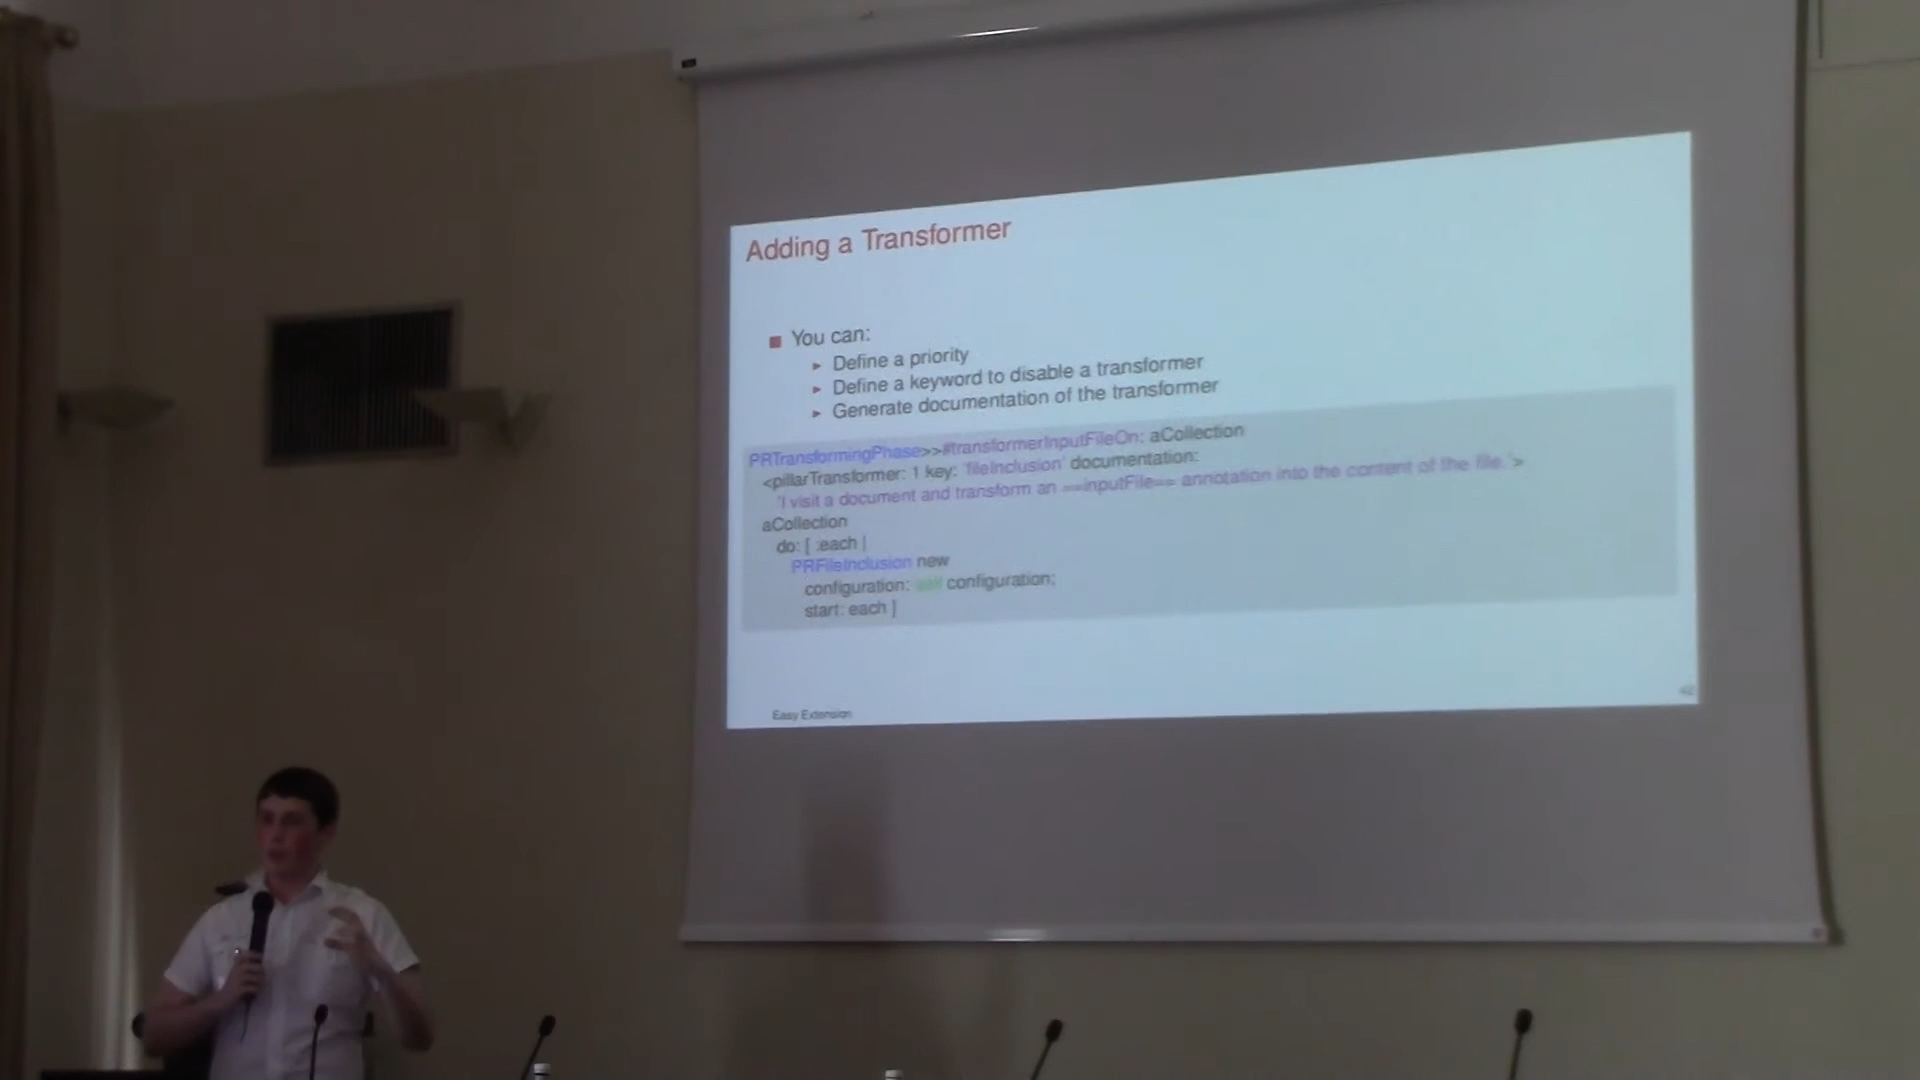 Adding a Transformer
■ You can:
▸ Define a priority
▸ Define a keyword to disable a transformer
▸ Generate documentation of the transformer
PRTransformingPhase>>#transformerInputFileOn: aCollection
<pillarTransformer: 1 key: 'fileInclusion' documentation:
'I visit a document and transform an ==inputFile== annotation into the content of the file.'>
aCollection
do: [ :each |
PRFileInclusion new
configuration: self configuration;
start: each ]
Easy Extension
42